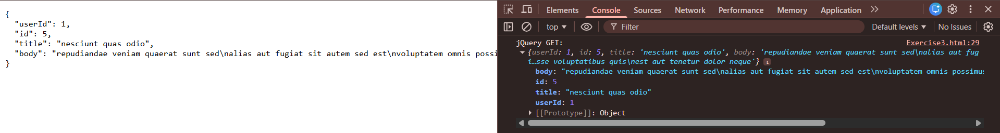 {
  "userId": 1,
  "id": 5,
  "title": "nesciunt quas odio",
  "body": "repudiandae veniam quaerat sunt sed\nalias aut fugiat sit autem sed est\nvoluptatem omnis possi
}
Elements Console Sources Network Performance Memory Application
top Filter Default levels No Issues
jQuery GET: Exercise3.html:29
{userId: 1, id: 5, title: 'nesciunt quas odio', body: 'repudiandae veniam quaerat sunt sed\nalias aut fug
i…sse voluptatibus quis\nest aut tenetur dolor neque'} i
body: "repudiandae veniam quaerat sunt sed\nalias aut fugiat sit autem sed est\nvoluptatem omnis possimus
id: 5
title: "nesciunt quas odio"
userId: 1
[[Prototype]]: Object